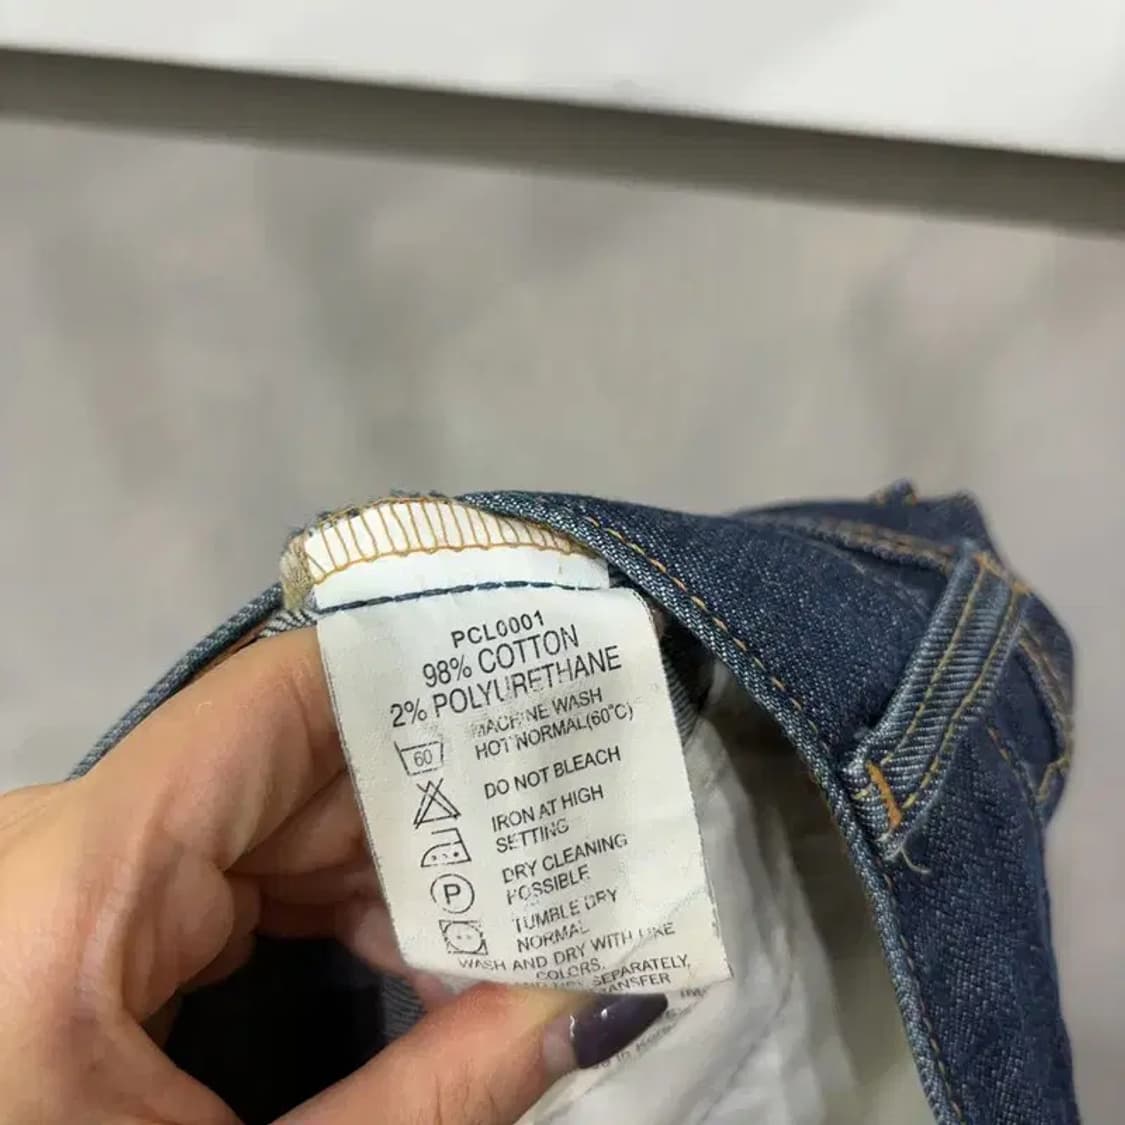 PCL0001
98% COTTON
2% POLYURETHANE
60
MACHINE WASH
HOT NORMAL(60°C)
DO NOT BLEACH
IRON AT HIGH
SETTING
P
DRY CLEANING
POSSIBLE
TUMBLE DRY
NORMAL
WASH AND DRY WITH LIKE
COLORS.
SEPARATELY,
TRANSFER